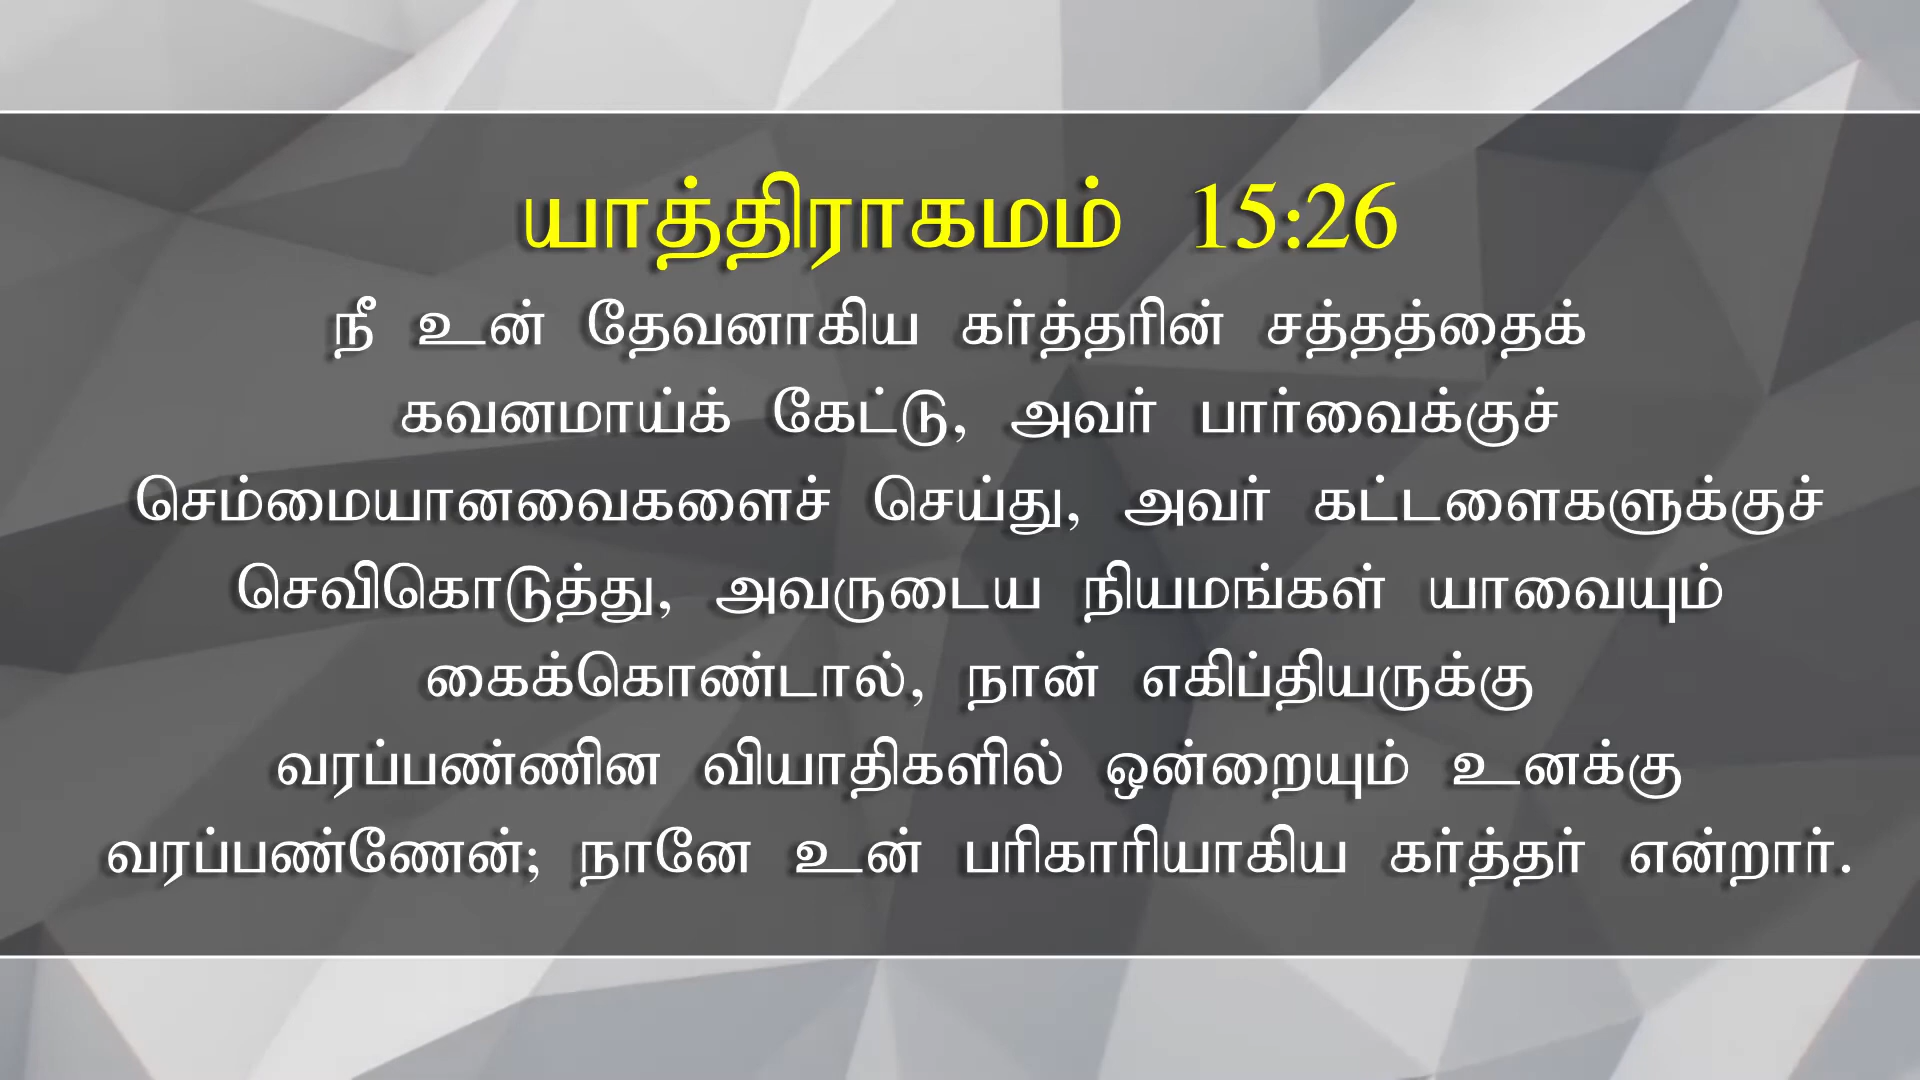 யாத்திராகமம் 15:26
நீ உன் தேவனாகிய கர்த்தரின் சத்தத்தைக்
கவனமாய்க் கேட்டு, அவர் பார்வைக்குச்
செம்மையானவைகளைச் செய்து, அவர் கட்டளைகளுக்குச்
செவிகொடுத்து, அவருடைய நியமங்கள் யாவையும்
கைக்கொண்டால், நான் எகிப்தியருக்கு
வரப்பண்ணின வியாதிகளில் ஒன்றையும் உனக்கு
வரப்பண்ணேன்; நானே உன் பரிகாரியாகிய கர்த்தர் என்றார்.